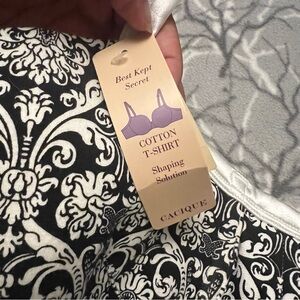 Best Kept
Secret
COTTON
T-SHIRT
Shaping
Solution
CACIQUE